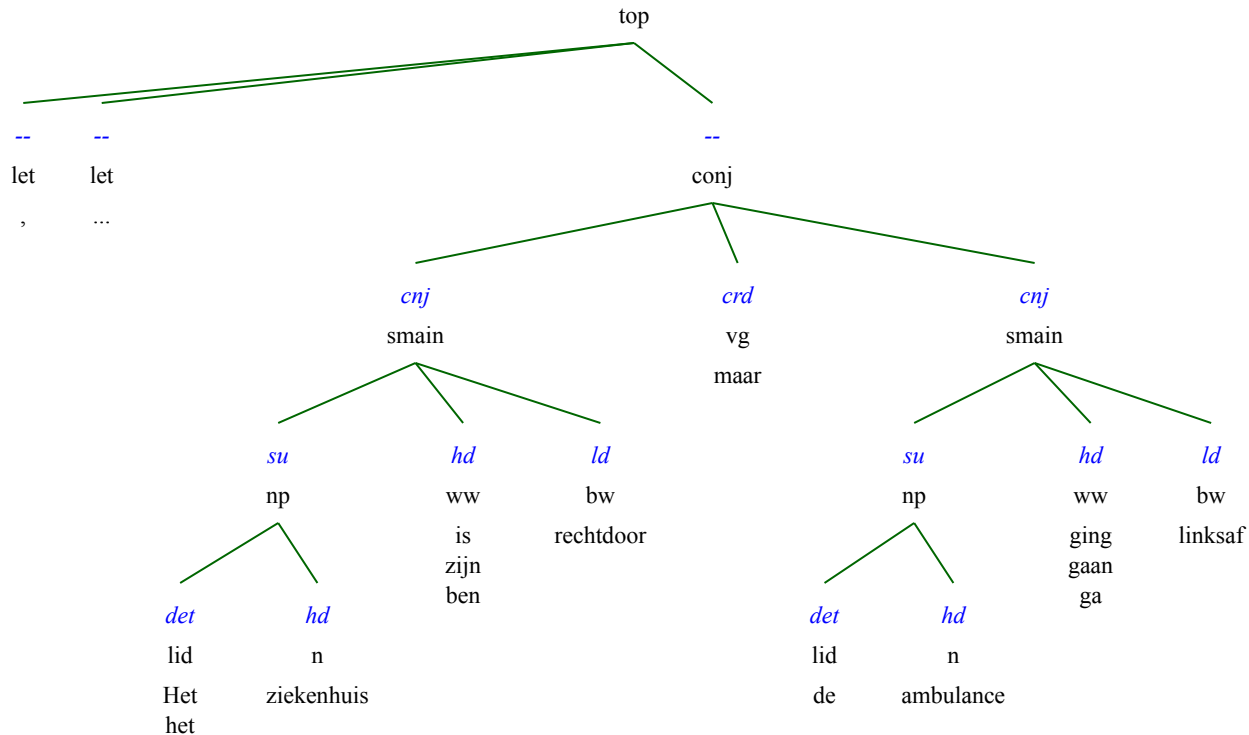 top
-- -- --
let let conj
, ...
cnj crd cnj
smain vg smain
maar
su hd ld su hd ld
np ww bw np ww bw
is rechtdoor ging linksaf
zijn gaan
ben ga
det hd det hd
lid n lid n
Het ziekenhuis de ambulance
het